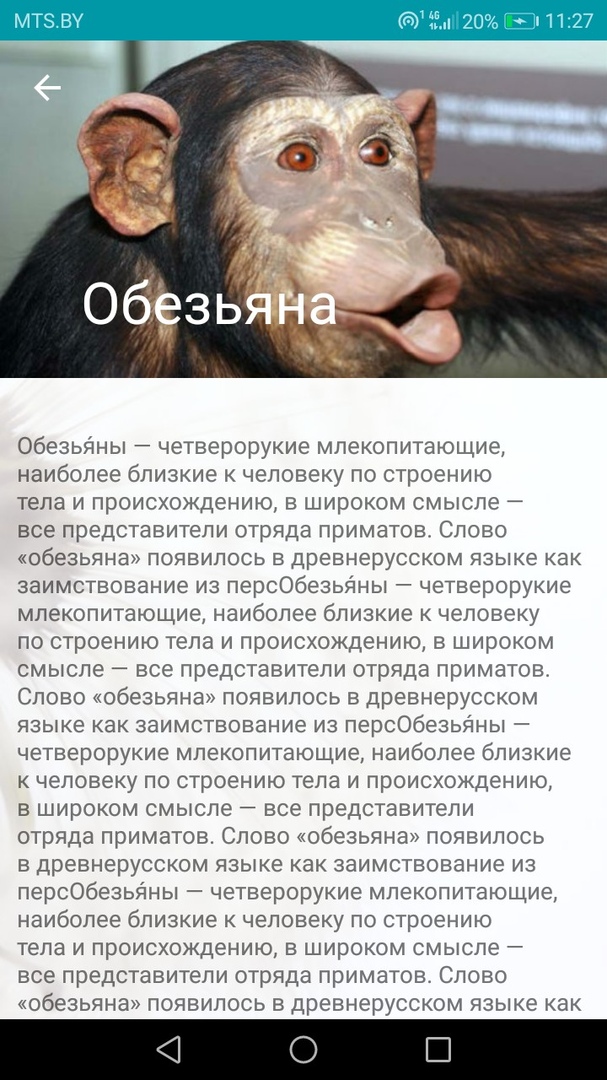 MTS.BY
1 4G 20% 11:27
Обезьяна
Обезья́ны — четверорукие млекопитающие,
наиболее близкие к человеку по строению
тела и происхождению, в широком смысле —
все представители отряда приматов. Слово
«обезьяна» появилось в древнерусском языке как
заимствование из персОбезья́ны — четверорукие
млекопитающие, наиболее близкие к человеку
по строению тела и происхождению, в широком
смысле — все представители отряда приматов.
Слово «обезьяна» появилось в древнерусском
языке как заимствование из персОбезья́ны —
четверорукие млекопитающие, наиболее близкие
к человеку по строению тела и происхождению,
в широком смысле — все представители
отряда приматов. Слово «обезьяна» появилось
в древнерусском языке как заимствование из
персОбезья́ны — четверорукие млекопитающие,
наиболее близкие к человеку по строению
тела и происхождению, в широком смысле —
все представители отряда приматов. Слово
«обезьяна» появилось в древнерусском языке как